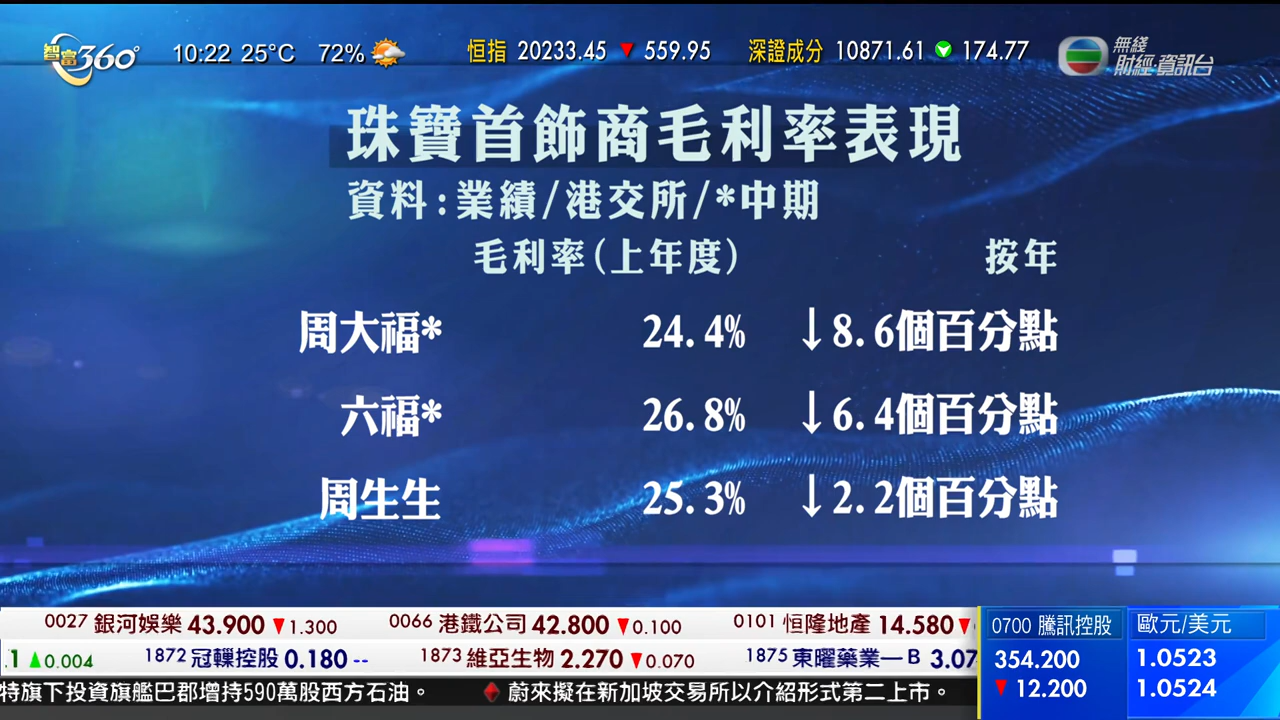 智富360° 10:22 25°C 72% 恒指 20233.45 ▼ 559.95 深證成分 10871.61 174.77 無綫財經·資訊台
珠寶首飾商毛利率表現
資料:業績/港交所/*中期
毛利率(上年度) 按年
周大福* 24.4% ↓8.6個百分點
六福* 26.8% ↓6.4個百分點
周生生 25.3% ↓2.2個百分點
0027 銀河娛樂 43.900 ▼1.300 0066 港鐵公司 42.800 ▼0.100 0101 恒隆地產 14.580 ▼
.1 ▲0.004 1872 冠轈控股 0.180 -- 1873 維亞生物 2.270 ▼0.070 1875 東曜藥業－B 3.07
特旗下投資旗艦巴郡增持590萬股西方石油。 ◆ 蔚來擬在新加坡交易所以介紹形式第二上市。
0700 騰訊控股
354.200
▼ 12.200
歐元/美元
1.0523
1.0524